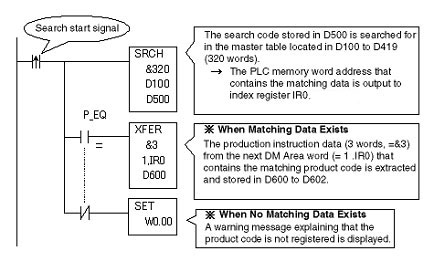 Search start signal
SRCH
&320
D100
D500
The search code stored in D500 is searched for
in the master table located in D100 to D419
(320 words).
→ The PLC memory word address that
contains the matching data is output to
index register IR0.
P_EQ
=
XFER
&3
1,IR0
D600
※ When Matching Data Exists
The production instruction data (3 words, =&3)
from the next DM Area word (= 1 .IR0) that
contains the matching product code is extracted
and stored in D600 to D602.
SET
W0.00
※ When No Matching Data Exists
A warning message explaining that the
product code is not registered is displayed.